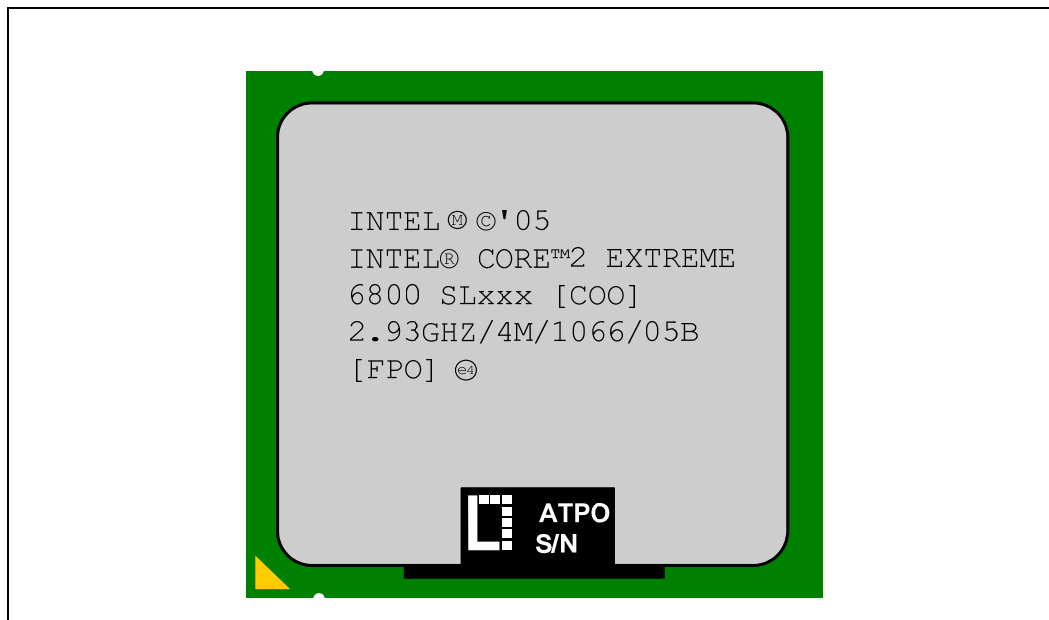 INTEL Ⓜ ©'05
INTEL® CORE™2 EXTREME
6800 SLxxx [COO]
2.93GHZ/4M/1066/05B
[FPO] ⓔ4
ATPO
S/N